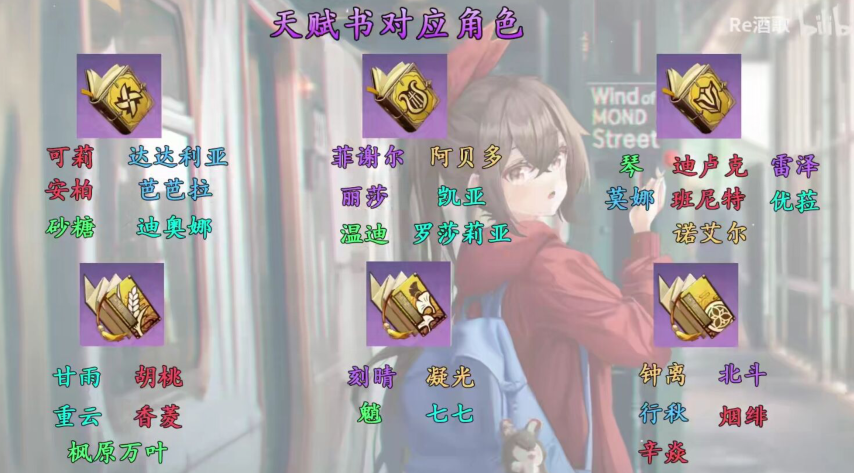 天赋书对应角色
Re酒歌 bilib
Wind of
MOND
Street
可莉 达达利亚
安柏 芭芭拉
砂糖 迪奥娜
菲谢尔 阿贝多
丽莎 凯亚
温迪 罗莎莉亚
琴 迪卢克 雷泽
莫娜 班尼特 优菈
诺艾尔
甘雨 胡桃
重云 香菱
枫原万叶
刻晴 凝光
魈 七七
钟离 北斗
行秋 烟绯
辛焱